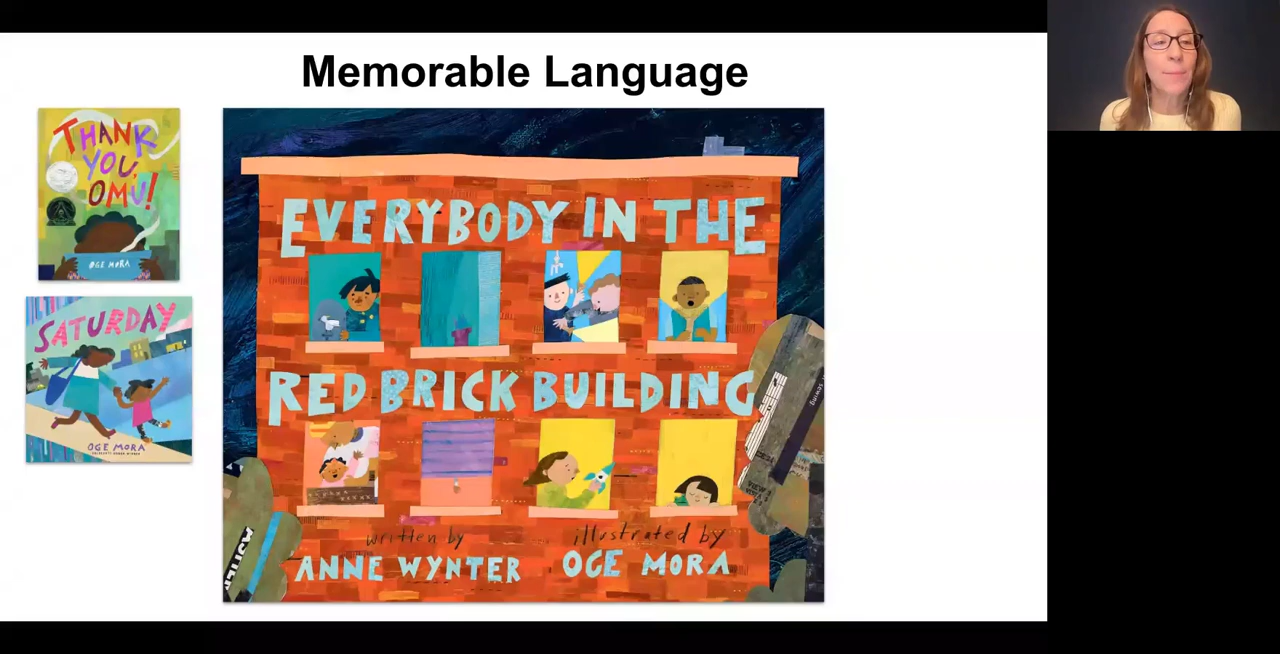 Memorable Language
THANK
YOU,
OMU!
OGE MORA
SATURDAY
OGE MORA
EVERYBODY IN THE
RED BRICK BUILDING
written by
ANNE WYNTER
illustrated by
OGE MORA